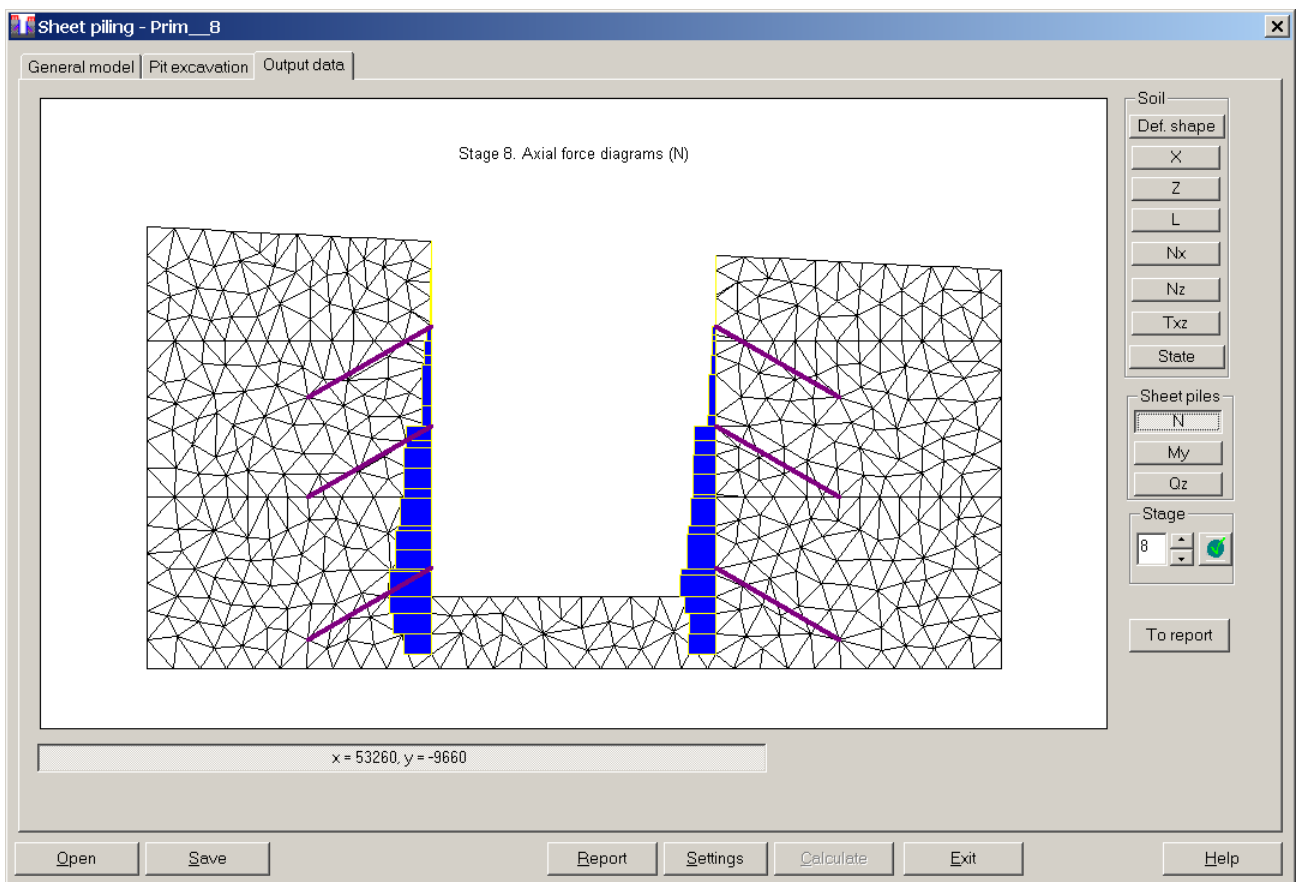 Sheet piling - Prim__8
General model Pit excavation Output data
Stage 8. Axial force diagrams (N)
Soil
Def. shape
X
Z
L
Nx
Nz
Txz
State
Sheet piles
N
My
Qz
Stage
8
To report
x = 53260, y = -9660
Open Save Report Settings Calculate Exit Help